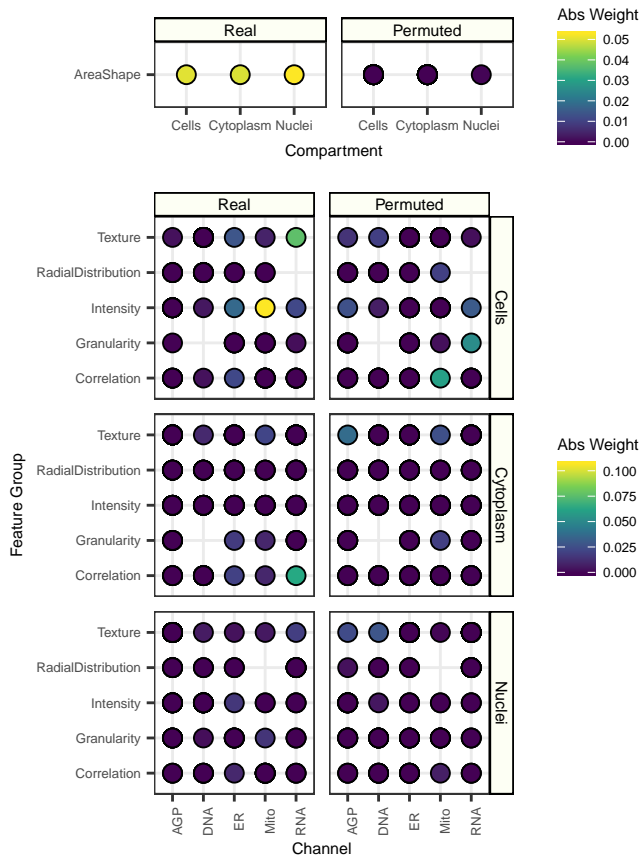 Real Permuted
AreaShape
Cells Cytoplasm Nuclei Cells Cytoplasm Nuclei
Compartment
Abs Weight
0.05
0.04
0.03
0.02
0.01
0.00
Real Permuted
Feature Group
Texture
RadialDistribution
Intensity
Granularity
Correlation
Cells
Texture
RadialDistribution
Intensity
Granularity
Correlation
Cytoplasm
Texture
RadialDistribution
Intensity
Granularity
Correlation
Nuclei
AGP DNA ER Mito RNA AGP DNA ER Mito RNA
Channel
Abs Weight
0.100
0.075
0.050
0.025
0.000